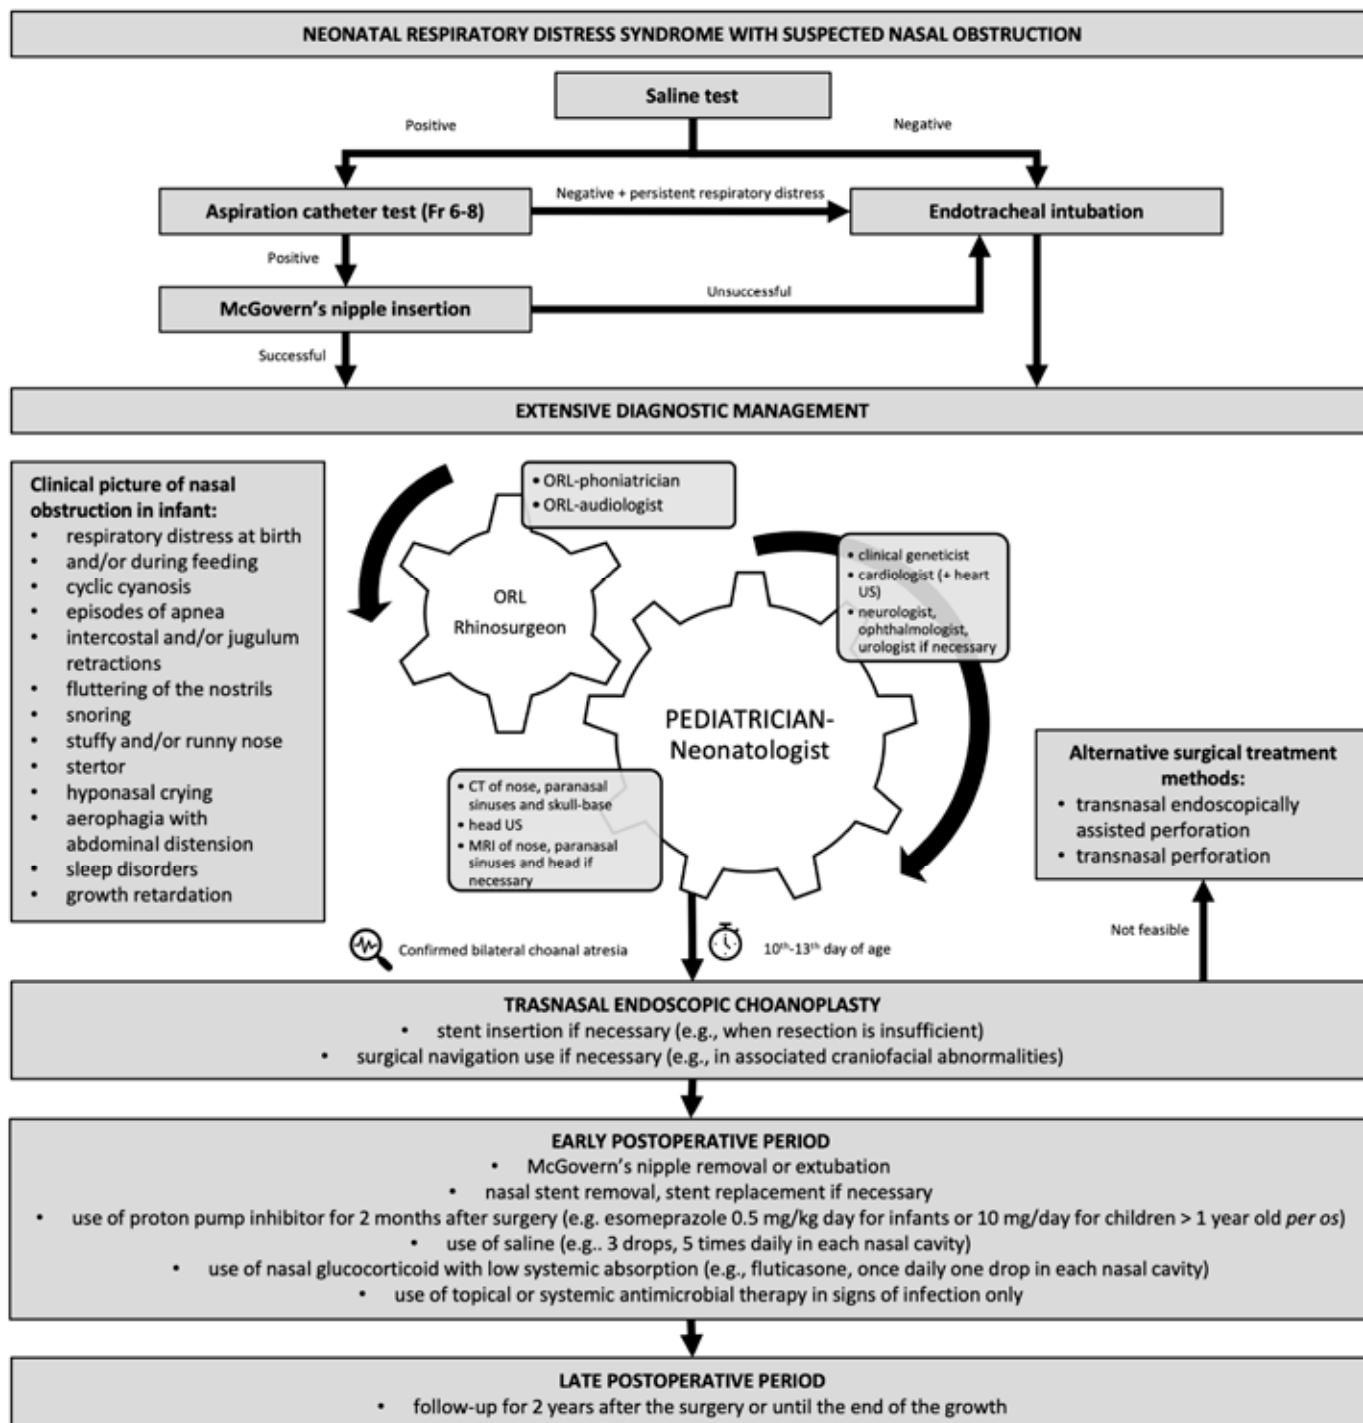 NEONATAL RESPIRATORY DISTRESS SYNDROME WITH SUSPECTED NASAL OBSTRUCTION
Saline test
Positive
Negative
Aspiration catheter test (Fr 6-8)
Negative + persistent respiratory distress
Endotracheal intubation
Positive
McGovern's nipple insertion
Unsuccessful
Successful
EXTENSIVE DIAGNOSTIC MANAGEMENT
Clinical picture of nasal
obstruction in infant:
• respiratory distress at birth
• and/or during feeding
• cyclic cyanosis
• episodes of apnea
• intercostal and/or jugulum
retractions
• fluttering of the nostrils
• snoring
• stuffy and/or runny nose
• stertor
• hyponasal crying
• aerophagia with
abdominal distension
• sleep disorders
• growth retardation
• ORL-phoniatrician
• ORL-audiologist
ORL
Rhinosurgeon
• clinical geneticist
• cardiologist (+ heart
US)
• neurologist,
ophthalmologist,
urologist if necessary
PEDIATRICIAN-
Neonatologist
• CT of nose, paranasal
sinuses and skull-base
• head US
• MRI of nose, paranasal
sinuses and head if
necessary
Alternative surgical treatment
methods:
• transnasal endoscopically
assisted perforation
• transnasal perforation
Not feasible
Confirmed bilateral choanal atresia
10th-13th day of age
TRASNASAL ENDOSCOPIC CHOANOPLASTY
• stent insertion if necessary (e.g., when resection is insufficient)
• surgical navigation use if necessary (e.g., in associated craniofacial abnormalities)
EARLY POSTOPERATIVE PERIOD
• McGovern's nipple removal or extubation
• nasal stent removal, stent replacement if necessary
• use of proton pump inhibitor for 2 months after surgery (e.g. esomeprazole 0.5 mg/kg day for infants or 10 mg/day for children > 1 year old per os)
• use of saline (e.g.. 3 drops, 5 times daily in each nasal cavity)
• use of nasal glucocorticoid with low systemic absorption (e.g., fluticasone, once daily one drop in each nasal cavity)
• use of topical or systemic antimicrobial therapy in signs of infection only
LATE POSTOPERATIVE PERIOD
• follow-up for 2 years after the surgery or until the end of the growth